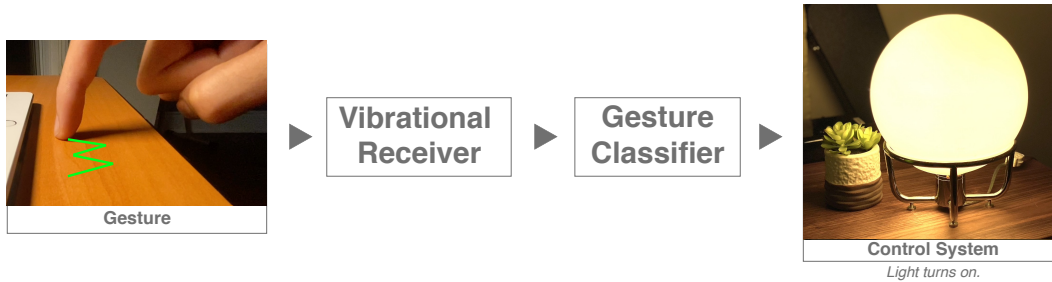 Gesture
Vibrational
Receiver
Gesture
Classifier
Control System
Light turns on.